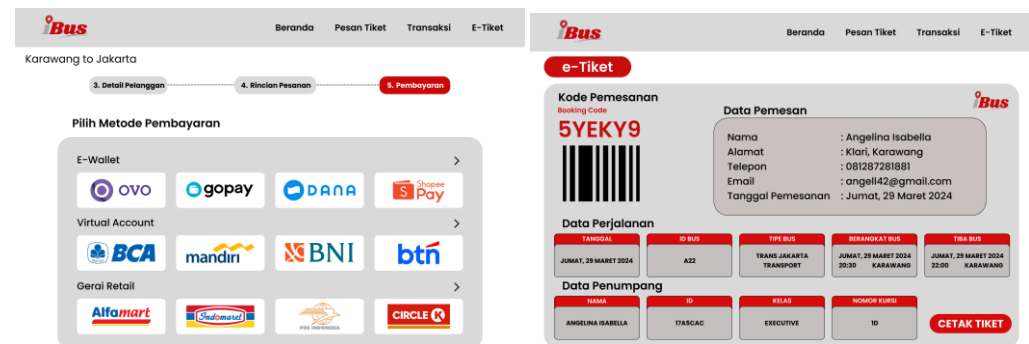 iBus
Beranda Pesan Tiket Transaksi E-Tiket
Karawang to Jakarta
3. Detail Pelanggan 4. Rincian Pesanan 5. Pembayaran
Pilih Metode Pembayaran
E-Wallet >
OVO gopay DANA Shopee Pay
Virtual Account >
BCA mandiri BNI btn
Gerai Retail >
Alfamart Indomaret POS INDONESIA CIRCLE K
iBus
Beranda Pesan Tiket Transaksi E-Tiket
e-Tiket
Kode Pemesanan
Booking Code
5YEKY9
iBus
Data Pemesan
Nama : Angelina Isabella
Alamat : Klari, Karawang
Telepon : 081287281881
Email : angell42@gmail.com
Tanggal Pemesanan : Jumat, 29 Maret 2024
Data Perjalanan
TANGGAL ID BUS TIPE BUS BERANGKAT BUS TIBA BUS
JUMAT, 29 MARET 2024 A22 TRANS JAKARTA TRANSPORT JUMAT, 29 MARET 2024 20:30 KARAWANG JUMAT, 29 MARET 2024 22:00 KARAWANG
Data Penumpang
NAMA ID KELAS NOMOR KURSI
ANGELINA ISABELLA 17A5CAC EXECUTIVE 1D
CETAK TIKET